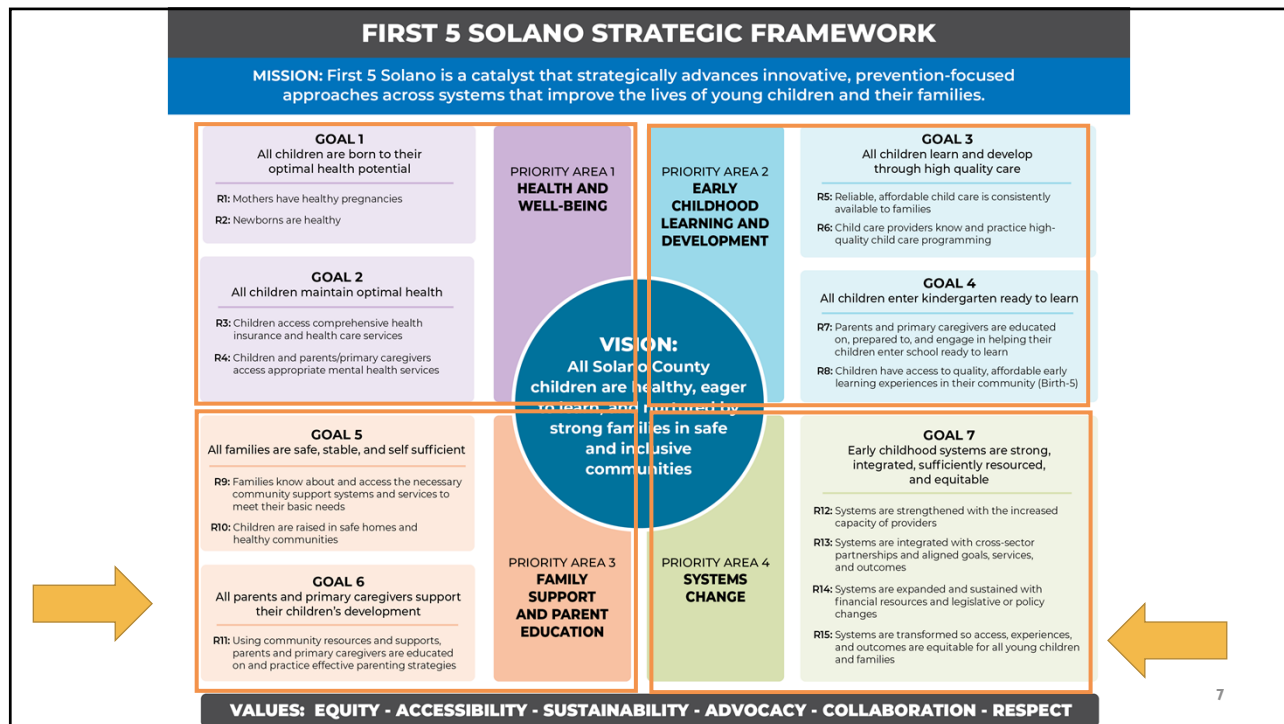 FIRST 5 SOLANO STRATEGIC FRAMEWORK
MISSION: First 5 Solano is a catalyst that strategically advances innovative, prevention-focused
approaches across systems that improve the lives of young children and their families.
GOAL 1
All children are born to their
optimal health potential
R1: Mothers have healthy pregnancies
R2: Newborns are healthy
GOAL 2
All children maintain optimal health
R3: Children access comprehensive health
insurance and health care services
R4: Children and parents/primary caregivers
access appropriate mental health services
PRIORITY AREA 1
HEALTH AND
WELL-BEING
PRIORITY AREA 2
EARLY
CHILDHOOD
LEARNING AND
DEVELOPMENT
GOAL 3
All children learn and develop
through high quality care
R5: Reliable, affordable child care is consistently
available to families
R6: Child care providers know and practice high-
quality child care programming
GOAL 4
All children enter kindergarten ready to learn
R7: Parents and primary caregivers are educated
on, prepared to, and engage in helping their
children enter school ready to learn
R8: Children have access to quality, affordable early
learning experiences in their community (Birth-5)
VISION:
All Solano County
children are healthy, eager
to learn, and nurtured by
strong families in safe
and inclusive
communities
GOAL 5
All families are safe, stable, and self sufficient
R9: Families know about and access the necessary
community support systems and services to
meet their basic needs
R10: Children are raised in safe homes and
healthy communities
GOAL 6
All parents and primary caregivers support
their children's development
R11: Using community resources and supports,
parents and primary caregivers are educated
on and practice effective parenting strategies
PRIORITY AREA 3
FAMILY
SUPPORT
AND PARENT
EDUCATION
PRIORITY AREA 4
SYSTEMS
CHANGE
GOAL 7
Early childhood systems are strong,
integrated, sufficiently resourced,
and equitable
R12: Systems are strengthened with the increased
capacity of providers
R13: Systems are integrated with cross-sector
partnerships and aligned goals, services,
and outcomes
R14: Systems are expanded and sustained with
financial resources and legislative or policy
changes
R15: Systems are transformed so access, experiences,
and outcomes are equitable for all young children
and families
7
VALUES: EQUITY - ACCESSIBILITY - SUSTAINABILITY - ADVOCACY - COLLABORATION - RESPECT